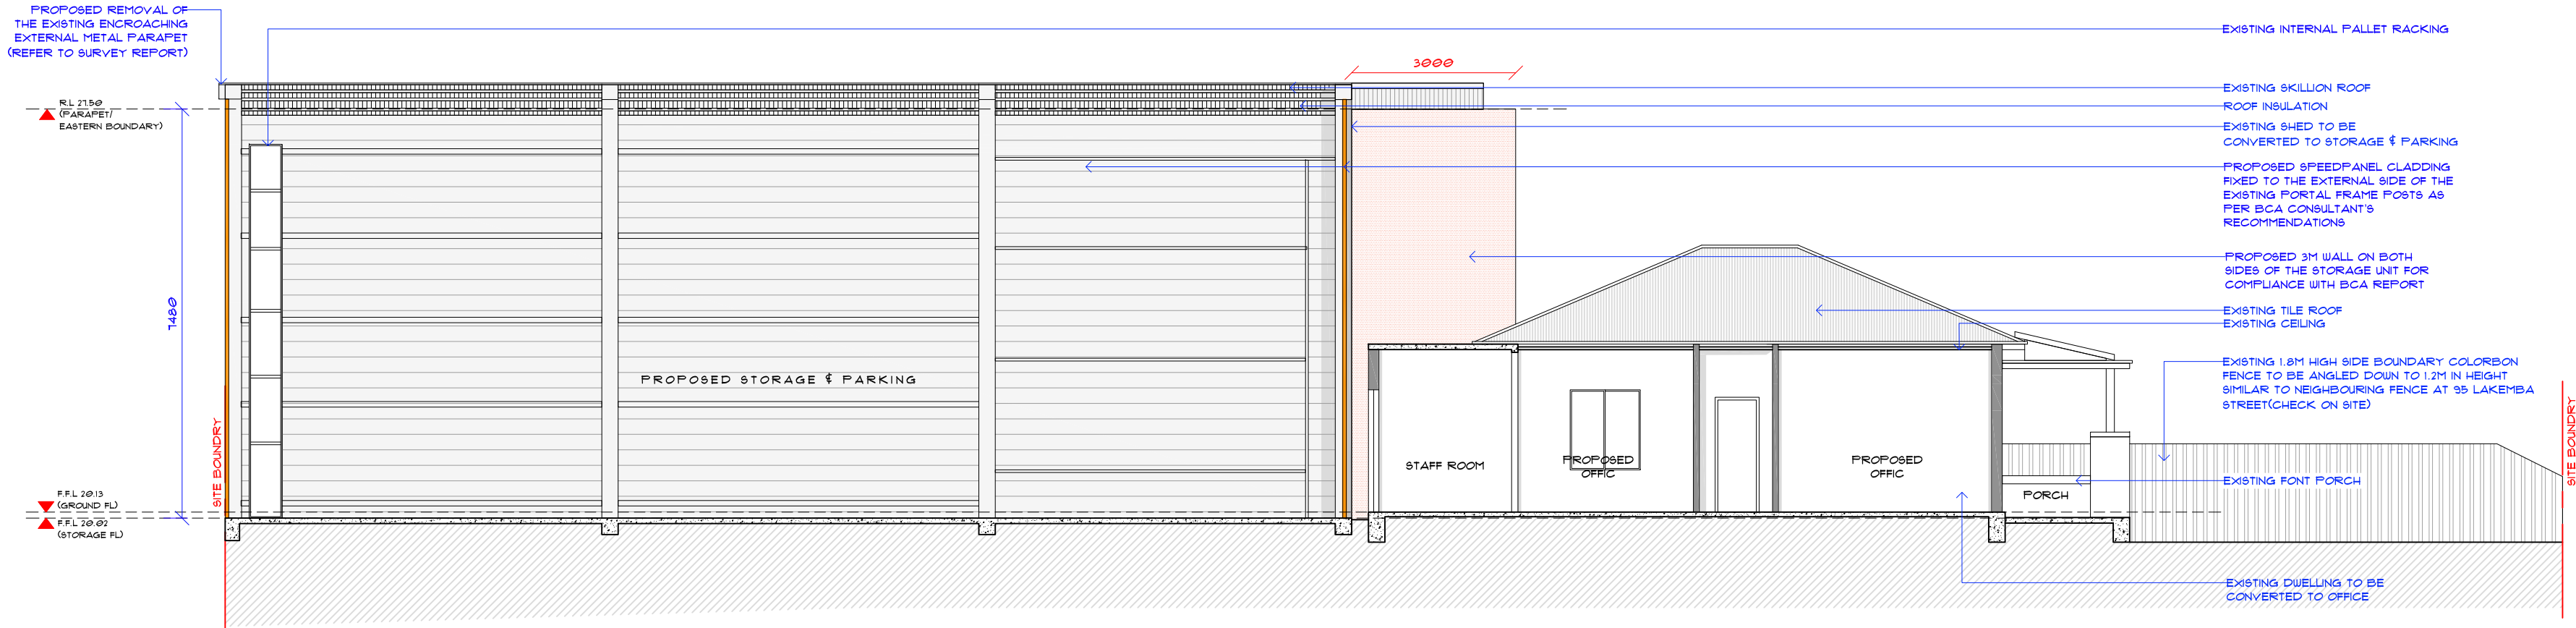 PROPOSED REMOVAL OF
THE EXISTING ENCROACHING
EXTERNAL METAL PARAPET
(REFER TO SURVEY REPORT)
R.L 27.50
(PARAPET/
EASTERN BOUNDARY)
7480
SITE BOUNDRY
F.F.L 20.13
(GROUND FL)
F.F.L 20.02
(STORAGE FL)
PROPOSED STORAGE & PARKING
3000
STAFF ROOM
PROPOSED
OFFIC
PROPOSED
OFFIC
PORCH
EXISTING INTERNAL PALLET RACKING
EXISTING SKILLION ROOF
ROOF INSULATION
EXISTING SHED TO BE
CONVERTED TO STORAGE & PARKING
PROPOSED SPEEDPANEL CLADDING
FIXED TO THE EXTERNAL SIDE OF THE
EXISTING PORTAL FRAME POSTS AS
PER BCA CONSULTANT'S
RECOMMENDATIONS
PROPOSED 3M WALL ON BOTH
SIDES OF THE STORAGE UNIT FOR
COMPLIANCE WITH BCA REPORT
EXISTING TILE ROOF
EXISTING CEILING
EXISTING 1.8M HIGH SIDE BOUNDARY COLORBON
FENCE TO BE ANGLED DOWN TO 1.2M IN HEIGHT
SIMILAR TO NEIGHBOURING FENCE AT 95 LAKEMBA
STREET(CHECK ON SITE)
EXISTING FONT PORCH
EXISTING DWELLING TO BE
CONVERTED TO OFFICE
SITE BOUNDRY